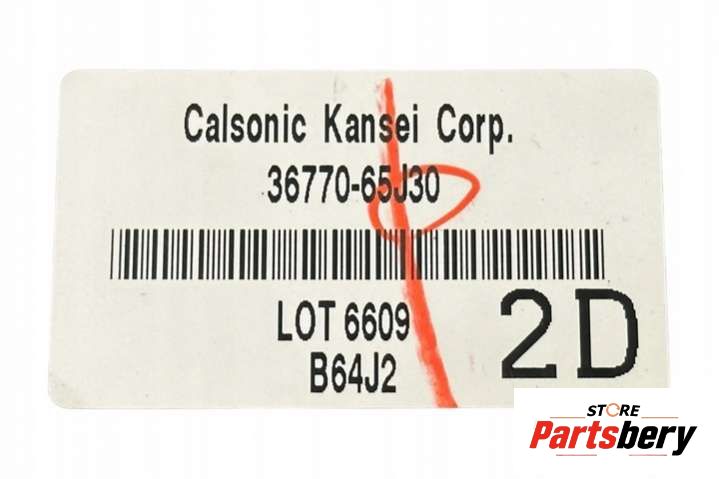 Calsonic Kansei Corp.
36770-65J30
LOT 6609
B64J2
2D
STORE
Partsbery